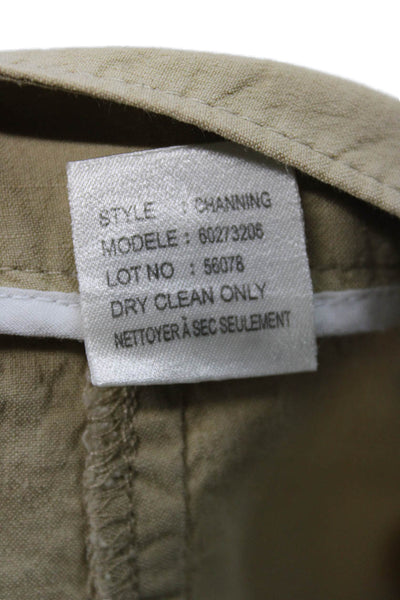 STYLE : CHANNING
MODELE : 60273206
LOT NO : 56078
DRY CLEAN ONLY
NETTOYER À SEC SEULEMENT